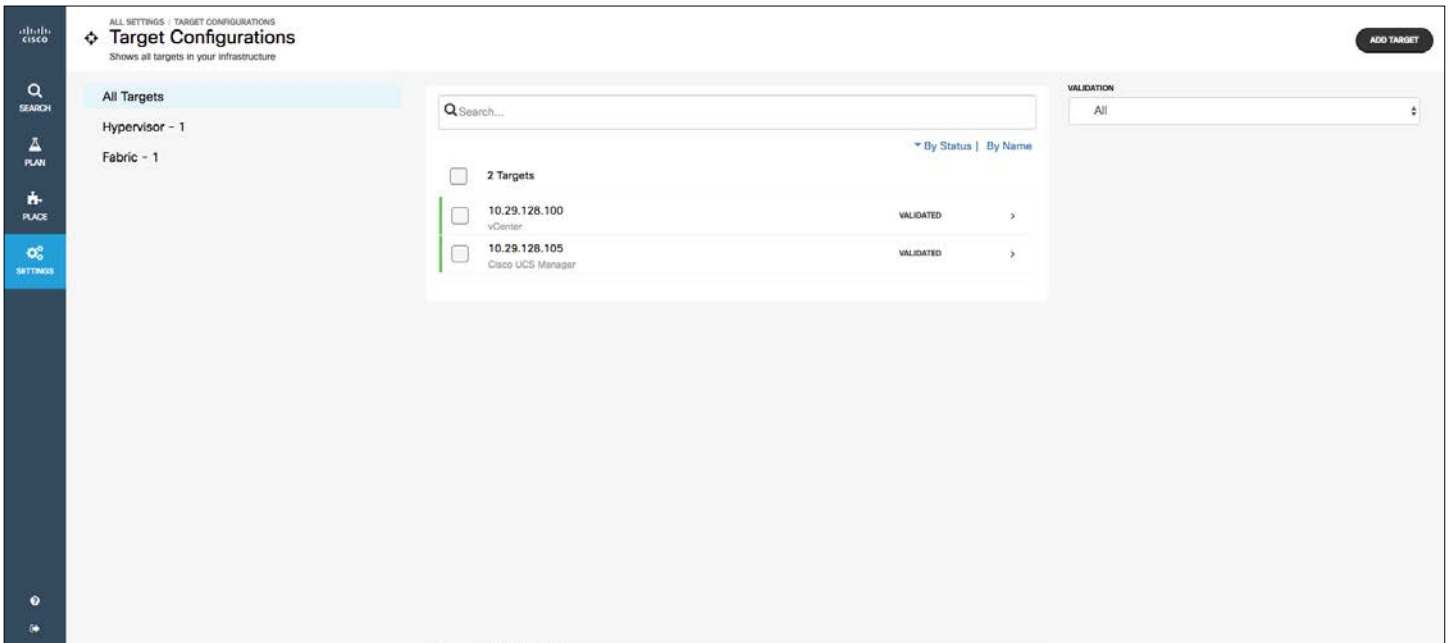 CISCO
SEARCH
PLAN
PLACE
SETTINGS
ALL SETTINGS / TARGET CONFIGURATIONS
Target Configurations
Shows all targets in your infrastructure
ADD TARGET
All Targets
Hypervisor - 1
Fabric - 1
Search...
By Status | By Name
2 Targets
10.29.128.100
vCenter
VALIDATED
10.29.128.105
Cisco UCS Manager
VALIDATED
VALIDATION
All